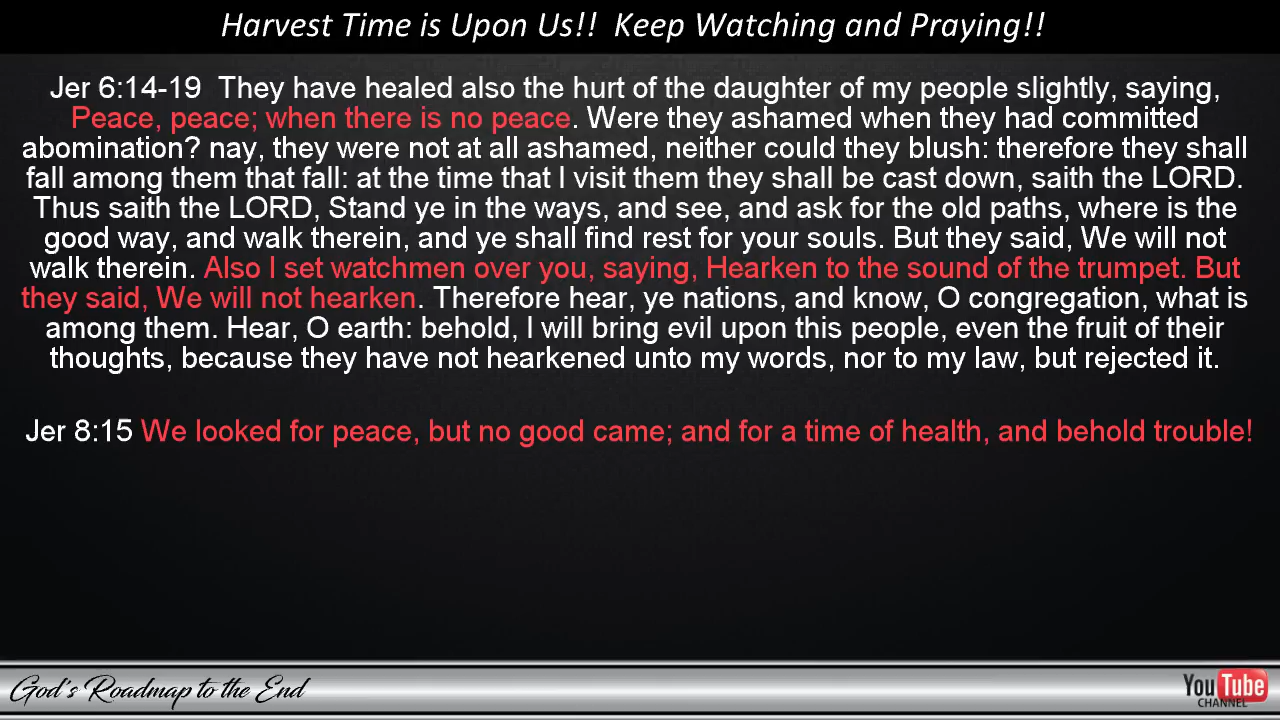 Harvest Time is Upon Us!!  Keep Watching and Praying!!
Jer 6:14-19  They have healed also the hurt of the daughter of my people slightly, saying,
Peace, peace; when there is no peace. Were they ashamed when they had committed
abomination? nay, they were not at all ashamed, neither could they blush: therefore they shall
fall among them that fall: at the time that I visit them they shall be cast down, saith the LORD.
Thus saith the LORD, Stand ye in the ways, and see, and ask for the old paths, where is the
good way, and walk therein, and ye shall find rest for your souls. But they said, We will not
walk therein. Also I set watchmen over you, saying, Hearken to the sound of the trumpet. But
they said, We will not hearken. Therefore hear, ye nations, and know, O congregation, what is
among them. Hear, O earth: behold, I will bring evil upon this people, even the fruit of their
thoughts, because they have not hearkened unto my words, nor to my law, but rejected it.
Jer 8:15 We looked for peace, but no good came; and for a time of health, and behold trouble!
God's Roadmap to the End
YouTube
CHANNEL